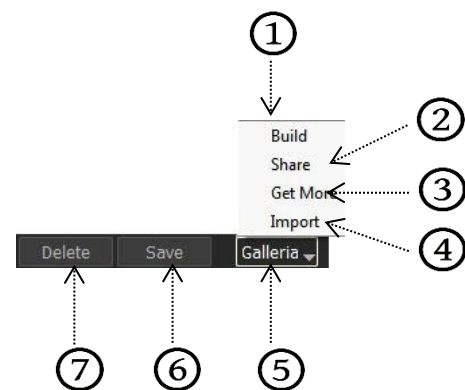 1
Build
2
Share
3
Get More
Import
4
Delete Save Galleria
7 6 5